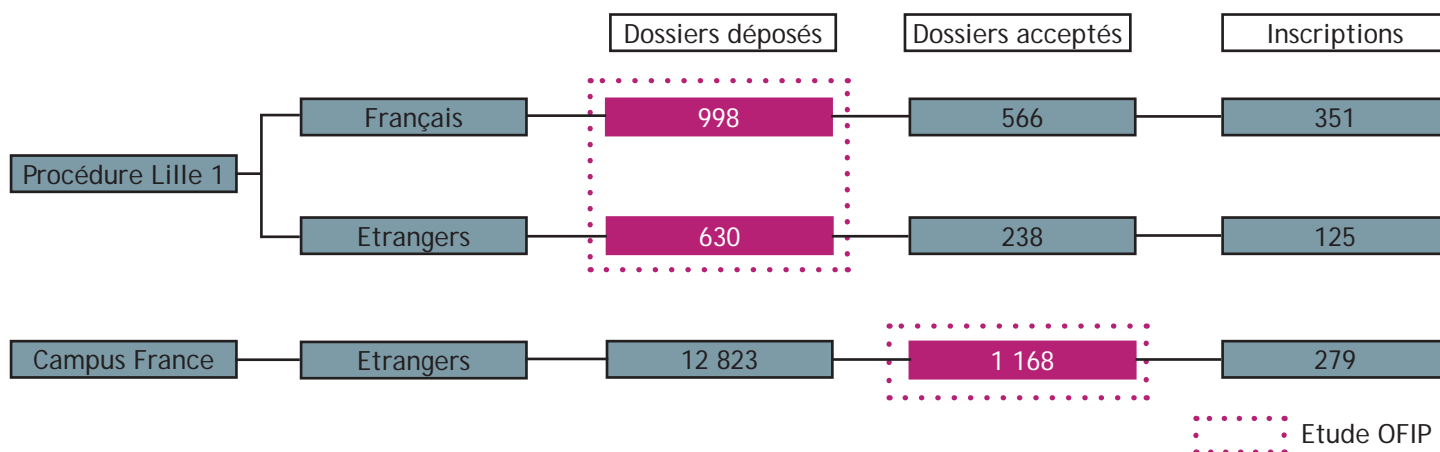 Dossiers déposés Dossiers acceptés Inscriptions
Français 998 566 351
Procédure Lille 1
Etrangers 630 238 125
Campus France Etrangers 12 823 1 168 279
Etude OFIP